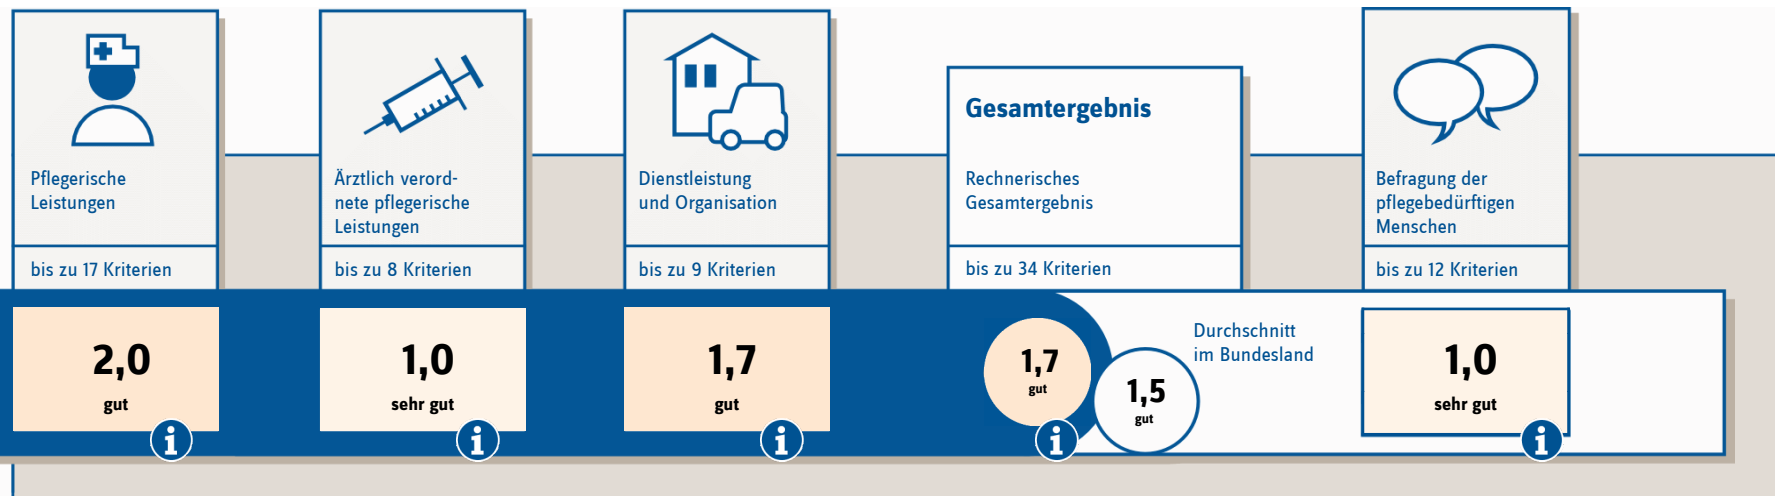 Pflegerische
Leistungen
bis zu 17 Kriterien
2,0
gut
i
Ärztlich verord-
nete pflegerische
Leistungen
bis zu 8 Kriterien
1,0
sehr gut
i
Dienstleistung
und Organisation
bis zu 9 Kriterien
1,7
gut
i
Gesamtergebnis
Rechnerisches
Gesamtergebnis
bis zu 34 Kriterien
1,7
gut
i
Durchschnitt
im Bundesland
1,5
gut
Befragung der
pflegebedürftigen
Menschen
bis zu 12 Kriterien
1,0
sehr gut
i